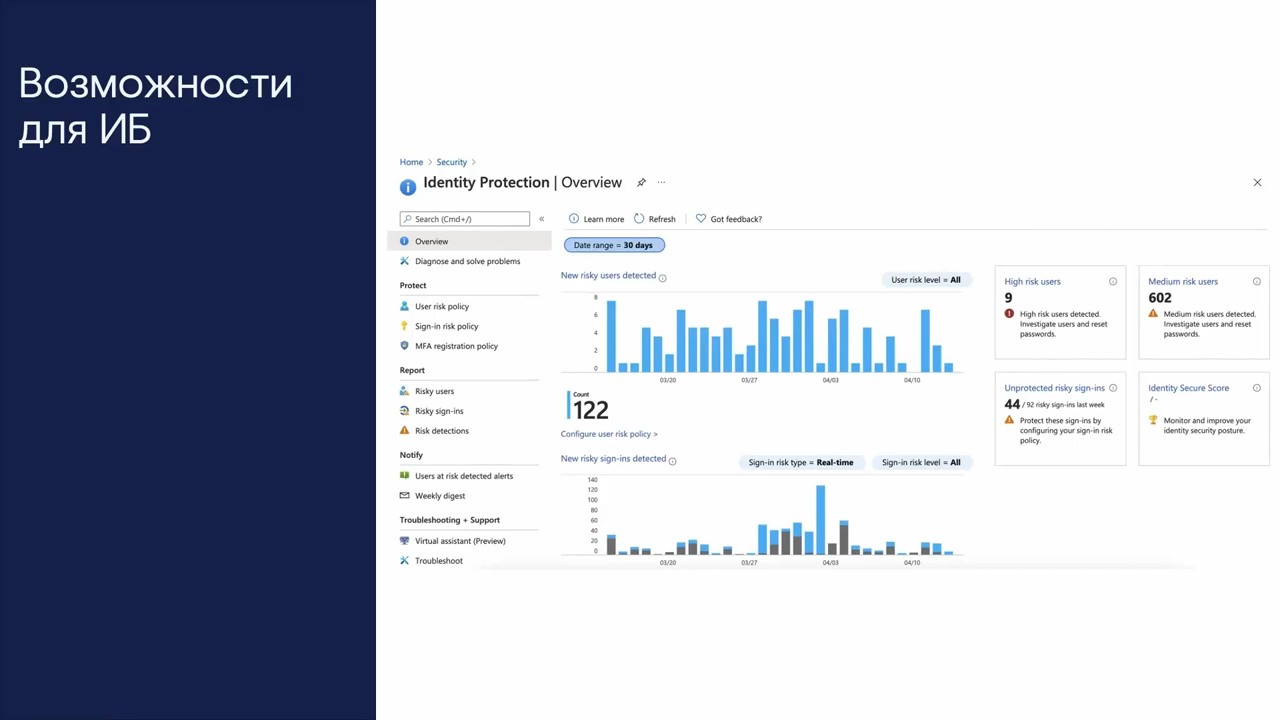 Возможности
для ИБ
Home > Security >
Identity Protection | Overview
Search (Cmd+/)
«
Overview
Diagnose and solve problems
Protect
User risk policy
Sign-in risk policy
MFA registration policy
Report
Risky users
Risky sign-ins
Risk detections
Notify
Users at risk detected alerts
Weekly digest
Troubleshooting + Support
Virtual assistant (Preview)
Troubleshoot
Learn more Refresh Got feedback?
Date range = 30 days
New risky users detected
User risk level = All
8
6
4
2
0
03/20 03/27 04/03 04/10
Count
122
Configure user risk policy >
New risky sign-ins detected
Sign-in risk type = Real-time Sign-in risk level = All
140
120
100
80
60
40
20
0
03/20 03/27 04/03 04/10
High risk users
9
High risk users detected.
Investigate users and reset
passwords.
Medium risk users
602
Medium risk users detected.
Investigate users and reset
passwords.
Unprotected risky sign-ins
44 / 92 risky sign-ins last week
Protect these sign-ins by
configuring your sign-in risk
policy.
Identity Secure Score
/ -
Monitor and improve your
identity security posture.